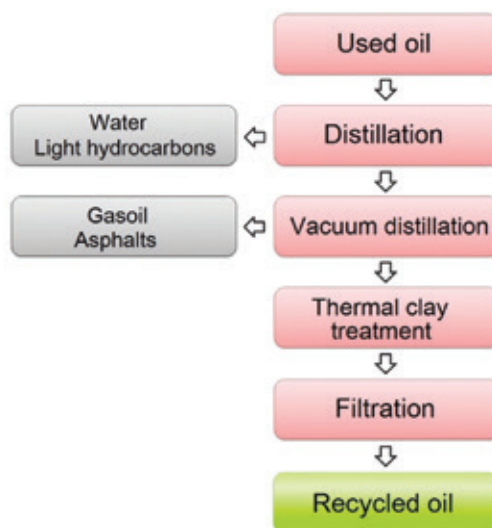 Used oil
Water
Light hydrocarbons
Distillation
Gasoil
Asphalts
Vacuum distillation
Thermal clay
treatment
Filtration
Recycled oil